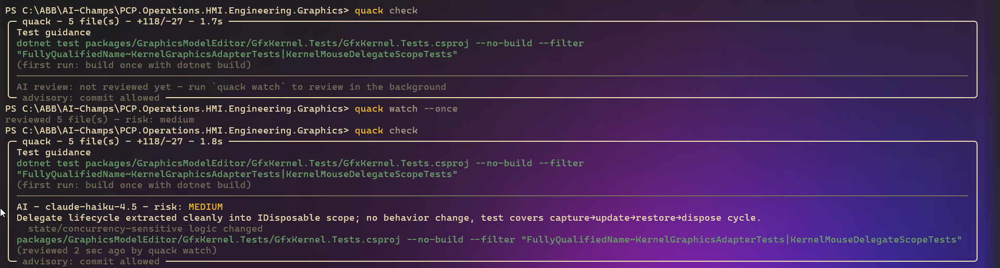 PS C:\ABB\AI-Champs\PCP.Operations.HMI.Engineering.Graphics> quack check
quack - 5 file(s) - +118/-27 - 1.7s
Test guidance
dotnet test packages/GraphicsModelEditor/GfxKernel.Tests/GfxKernel.Tests.csproj --no-build --filter
"FullyQualifiedName~KernelGraphicsAdapterTests|KernelMouseDelegateScopeTests"
(first run: build once with dotnet build)
AI review: not reviewed yet - run `quack watch` to review in the background
advisory: commit allowed
PS C:\ABB\AI-Champs\PCP.Operations.HMI.Engineering.Graphics> quack watch --once
reviewed 5 file(s) - risk: medium
PS C:\ABB\AI-Champs\PCP.Operations.HMI.Engineering.Graphics> quack check
quack - 5 file(s) - +118/-27 - 1.8s
Test guidance
dotnet test packages/GraphicsModelEditor/GfxKernel.Tests/GfxKernel.Tests.csproj --no-build --filter
"FullyQualifiedName~KernelGraphicsAdapterTests|KernelMouseDelegateScopeTests"
(first run: build once with dotnet build)
AI - claude-haiku-4.5 - risk: MEDIUM
Delegate lifecycle extracted cleanly into IDisposable scope; no behavior change, test covers capture→update→restore→dispose cycle.
state/concurrency-sensitive logic changed
packages/GraphicsModelEditor/GfxKernel.Tests/GfxKernel.Tests.csproj --no-build --filter "FullyQualifiedName~KernelGraphicsAdapterTests|KernelMouseDelegateScopeTests"
(reviewed 2 sec ago by quack watch)
advisory: commit allowed